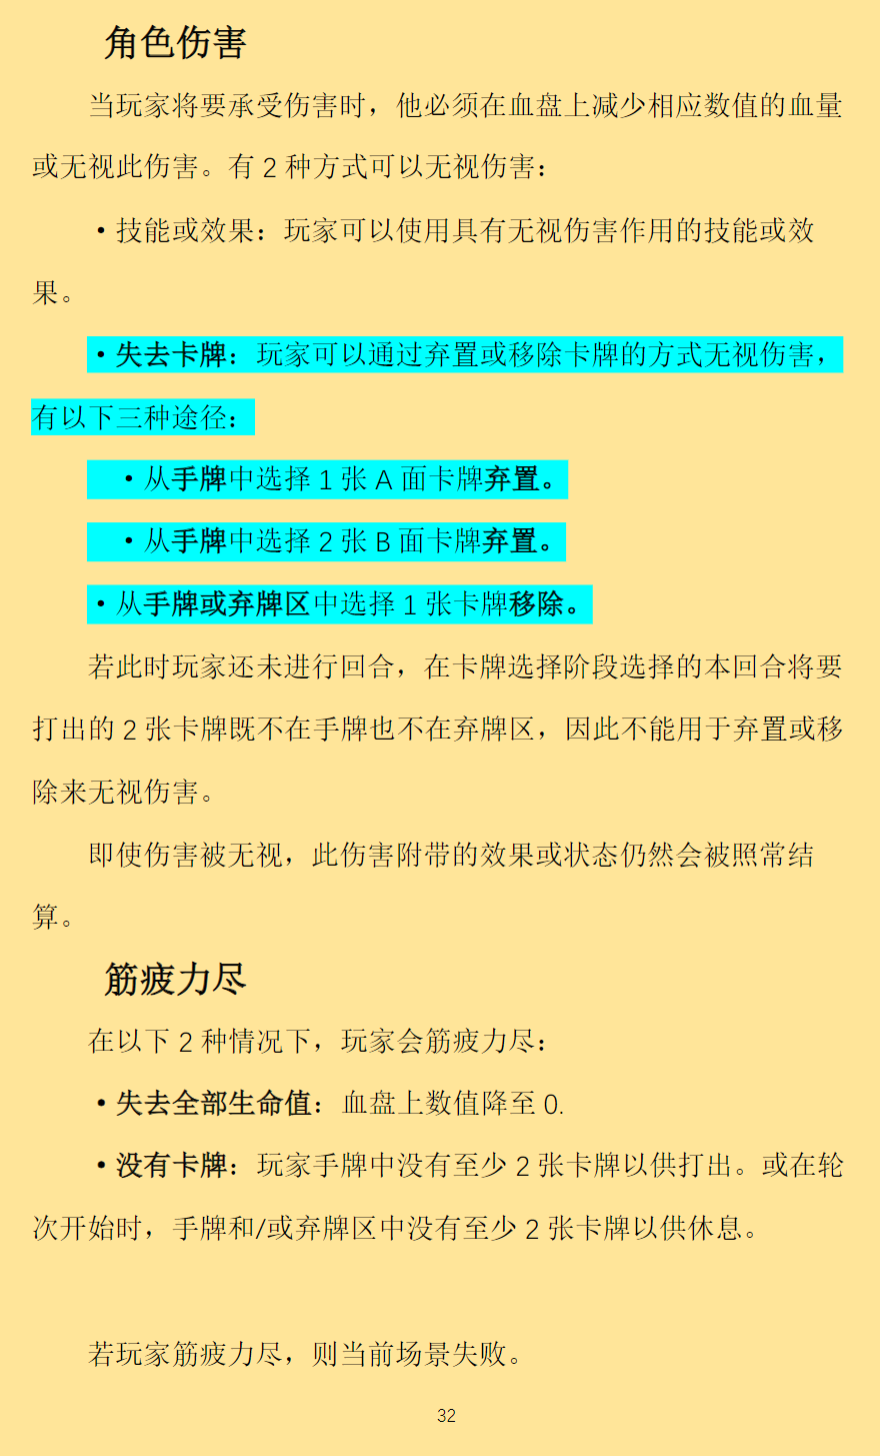 角色伤害
当玩家将要承受伤害时，他必须在血盘上减少相应数值的血量
或无视此伤害。有 2 种方式可以无视伤害：
•技能或效果：玩家可以使用具有无视伤害作用的技能或效
果。
•失去卡牌：玩家可以通过弃置或移除卡牌的方式无视伤害，
有以下三种途径：
•从手牌中选择 1 张 A 面卡牌弃置。
•从手牌中选择 2 张 B 面卡牌弃置。
•从手牌或弃牌区中选择 1 张卡牌移除。
若此时玩家还未进行回合，在卡牌选择阶段选择的本回合将要
打出的 2 张卡牌既不在手牌也不在弃牌区，因此不能用于弃置或移
除来无视伤害。
即使伤害被无视，此伤害附带的效果或状态仍然会被照常结
算。
筋疲力尽
在以下 2 种情况下，玩家会筋疲力尽：
•失去全部生命值：血盘上数值降至 0.
•没有卡牌：玩家手牌中没有至少 2 张卡牌以供打出。或在轮
次开始时，手牌和/或弃牌区中没有至少 2 张卡牌以供休息。
若玩家筋疲力尽，则当前场景失败。
32